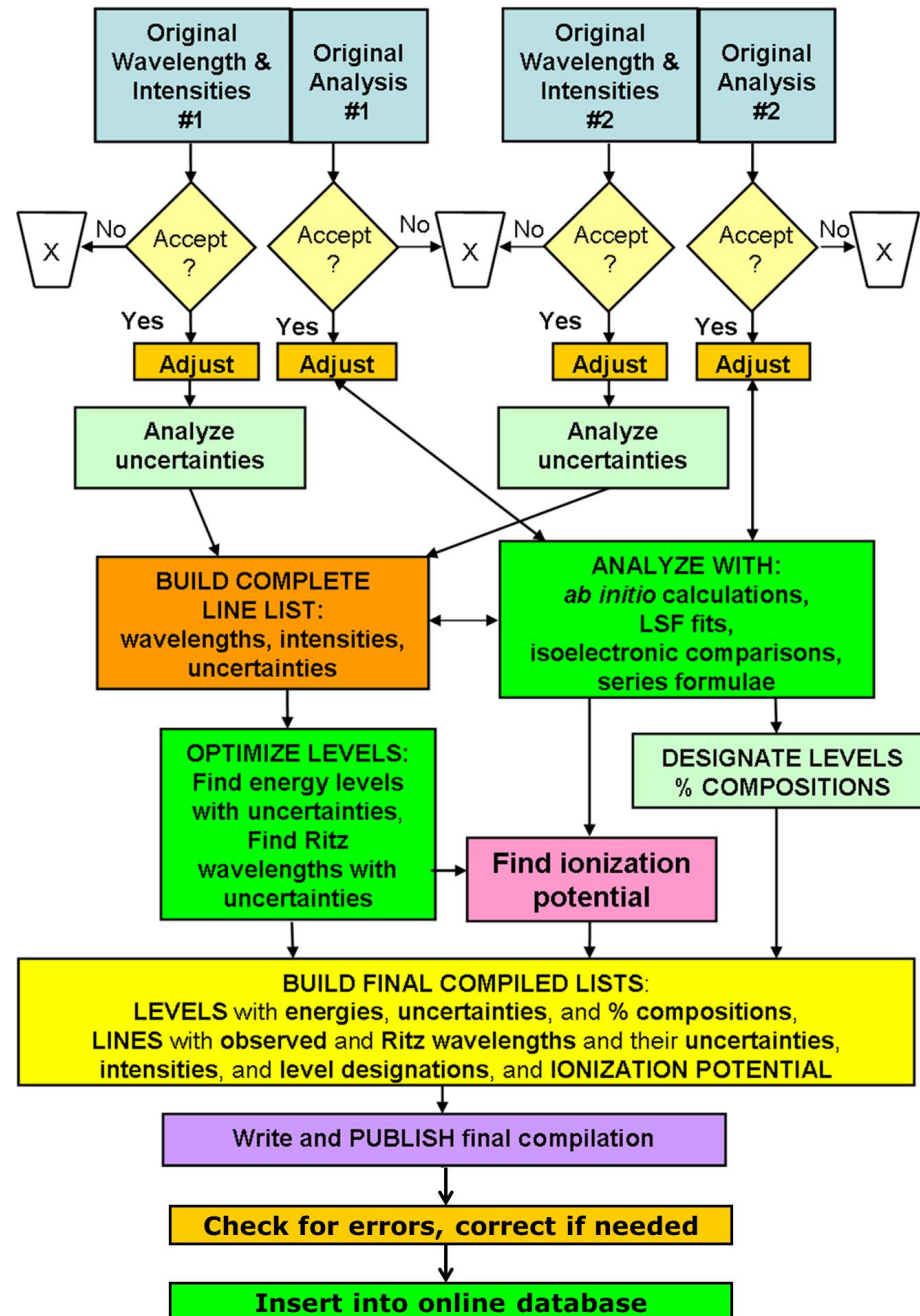 Original
Wavelength &
Intensities
#1
Original
Analysis
#1
Original
Wavelength &
Intensities
#2
Original
Analysis
#2
No
X
Accept
?
Accept
?
No
X
No
Accept
?
Accept
?
No
X
Yes
Yes
Yes
Yes
Adjust
Adjust
Adjust
Adjust
Analyze
uncertainties
Analyze
uncertainties
BUILD COMPLETE
LINE LIST:
wavelengths, intensities,
uncertainties
ANALYZE WITH:
ab initio calculations,
LSF fits,
isoelectronic comparisons,
series formulae
OPTIMIZE LEVELS:
Find energy levels
with uncertainties,
Find Ritz
wavelengths with
uncertainties
DESIGNATE LEVELS
% COMPOSITIONS
Find ionization
potential
BUILD FINAL COMPILED LISTS:
LEVELS with energies, uncertainties, and % compositions,
LINES with observed and Ritz wavelengths and their uncertainties,
intensities, and level designations, and IONIZATION POTENTIAL
Write and PUBLISH final compilation
Check for errors, correct if needed
Insert into online database